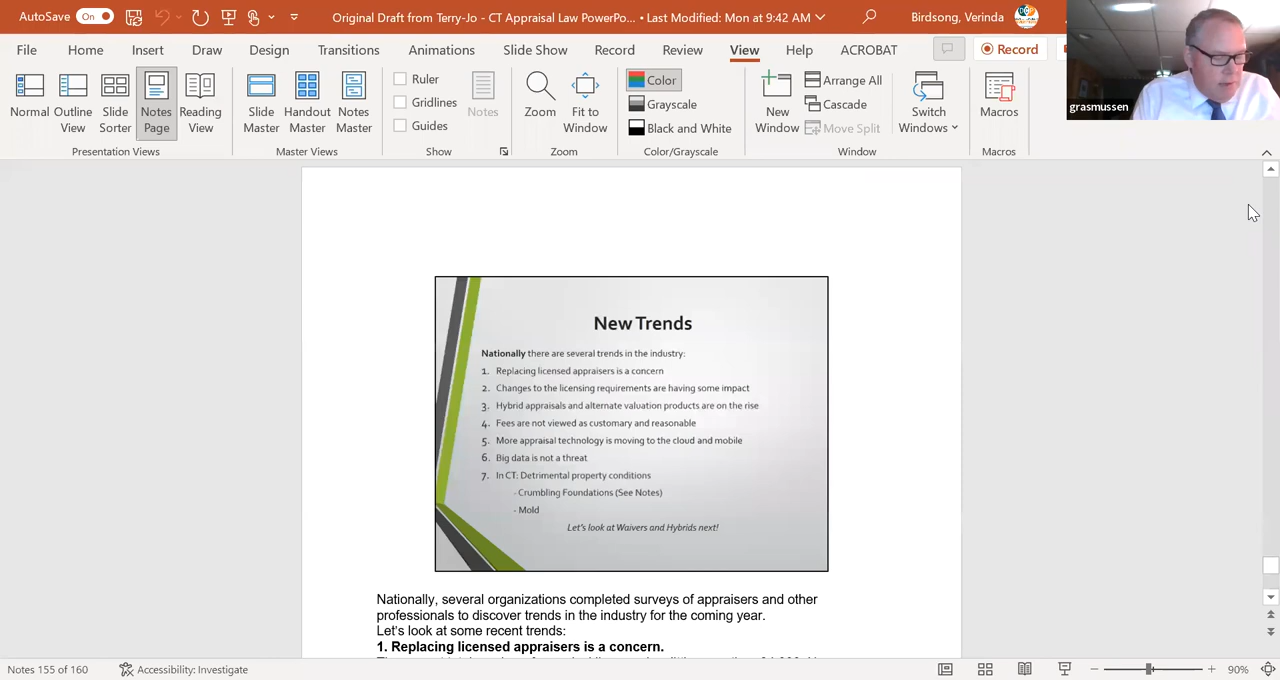 AutoSave On
Original Draft from Terry-Jo - CT Appraisal Law PowerPo... • Last Modified: Mon at 9:42 AM
Birdsong, Verinda
File Home Insert Draw Design Transitions Animations Slide Show Record Review View Help ACROBAT
Record
grasmussen
Normal
Outline View
Slide Sorter
Notes Page
Reading View
Presentation Views
Slide Master
Handout Master
Notes Master
Master Views
Ruler
Gridlines
Guides
Notes
Show
Zoom
Fit to Window
Zoom
Color
Grayscale
Black and White
Color/Grayscale
New Window
Arrange All
Cascade
Move Split
Switch Windows
Window
Macros
Macros
New Trends
Nationally there are several trends in the industry:
1. Replacing licensed appraisers is a concern
2. Changes to the licensing requirements are having some impact
3. Hybrid appraisals and alternate valuation products are on the rise
4. Fees are not viewed as customary and reasonable
5. More appraisal technology is moving to the cloud and mobile
6. Big data is not a threat
7. In CT: Detrimental property conditions
- Crumbling Foundations (See Notes)
- Mold
Let's look at Waivers and Hybrids next!
Nationally, several organizations completed surveys of appraisers and other
professionals to discover trends in the industry for the coming year.
Let's look at some recent trends:
1. Replacing licensed appraisers is a concern.
Notes 155 of 160
Accessibility: Investigate
90%